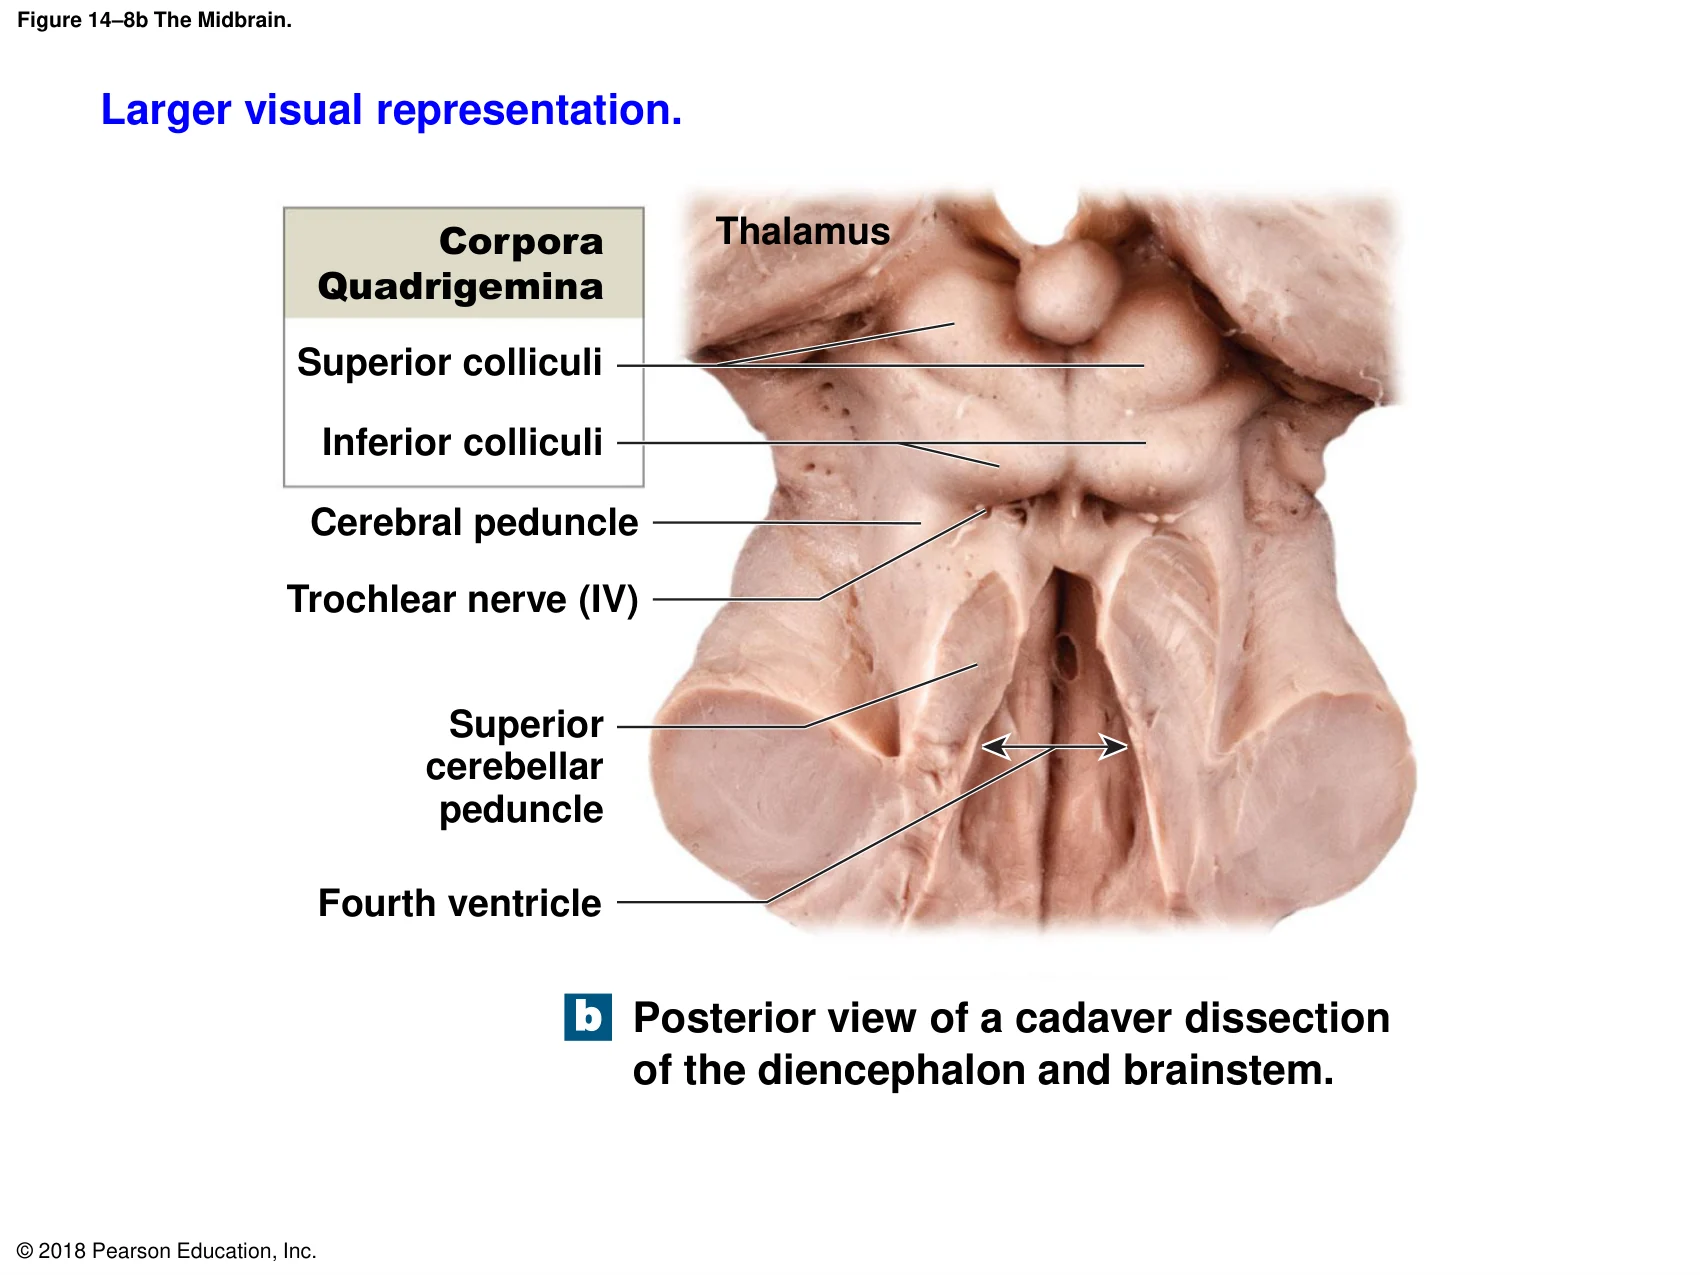 Figure 14–8b The Midbrain.
Larger visual representation.
Corpora
Quadrigemina
Thalamus
Superior colliculi
Inferior colliculi
Cerebral peduncle
Trochlear nerve (IV)
Superior
cerebellar
peduncle
Fourth ventricle
b Posterior view of a cadaver dissection
of the diencephalon and brainstem.
© 2018 Pearson Education, Inc.